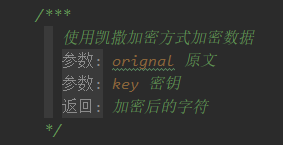 /***
使用凯撒加密方式加密数据
参数: orignal 原文
参数: key 密钥
返回: 加密后的字符
*/